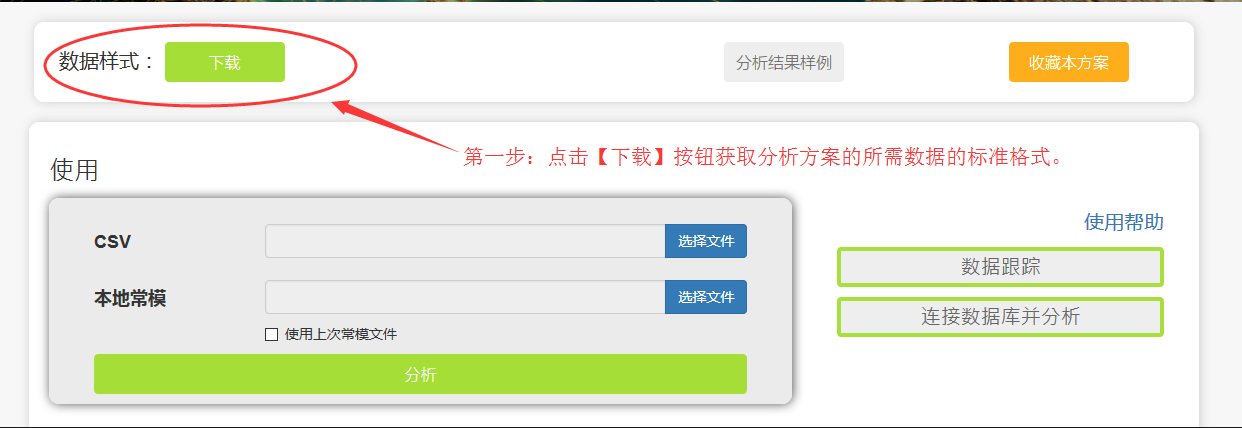 数据样式： 下载 分析结果样例 收藏本方案
第一步：点击【下载】按钮获取分析方案的所需数据的标准格式。
使用
CSV 选择文件
本地常模 选择文件
使用上次常模文件
分析
使用帮助
数据跟踪
连接数据库并分析